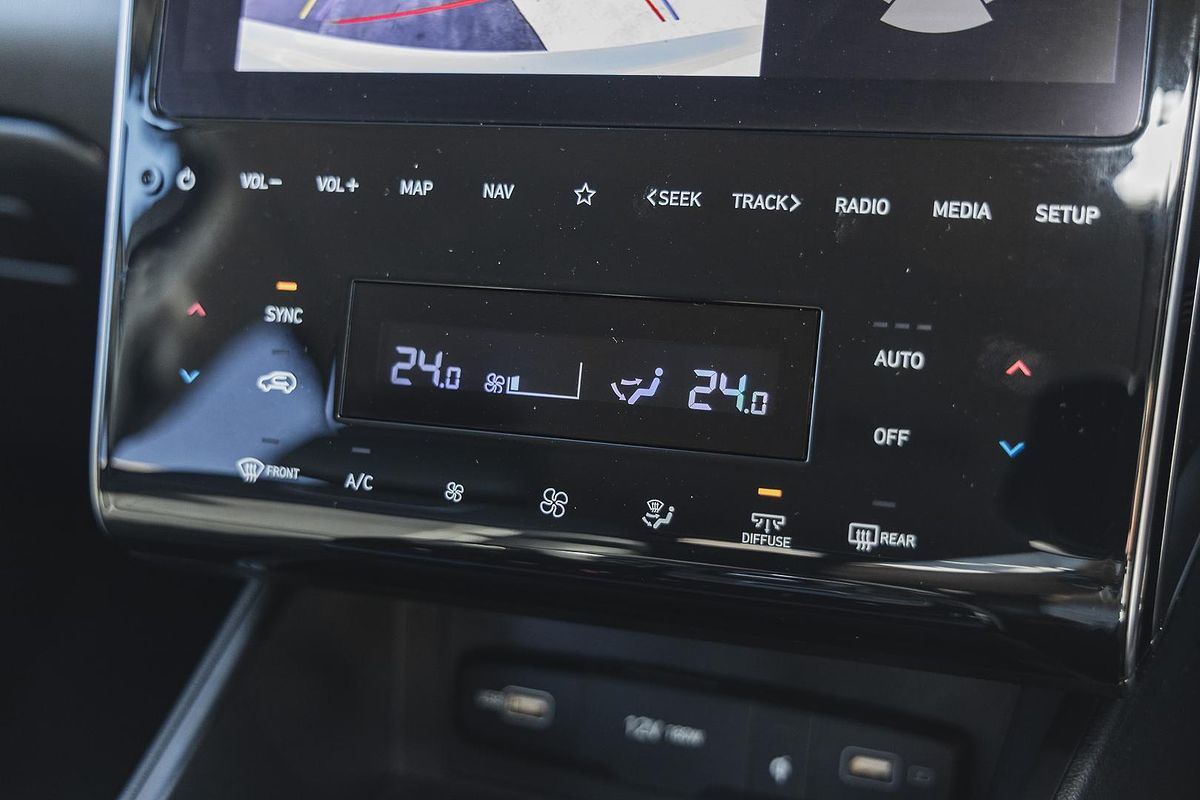 VOL− VOL+ MAP NAV <SEEK TRACK> RADIO MEDIA SETUP
SYNC
24.0 24.0
AUTO
OFF
FRONT A/C DIFFUSE REAR